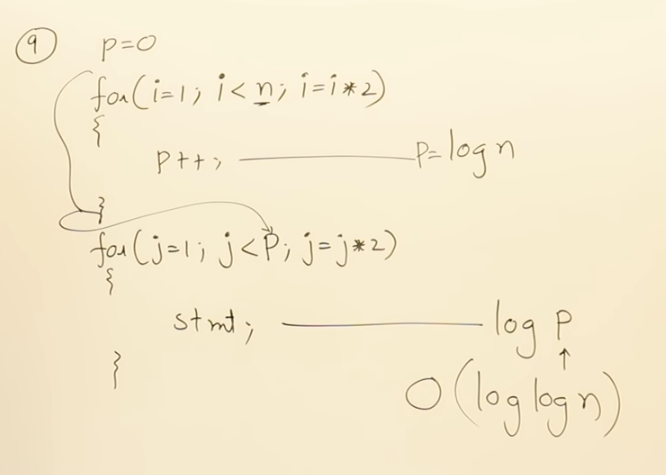 9 p=0
for(i=1; i<n; i=i*2)
{
p++; p=log n
}
for(j=1; j<P; j=j*2)
{
stmt; log P
↑
} O(log log n)